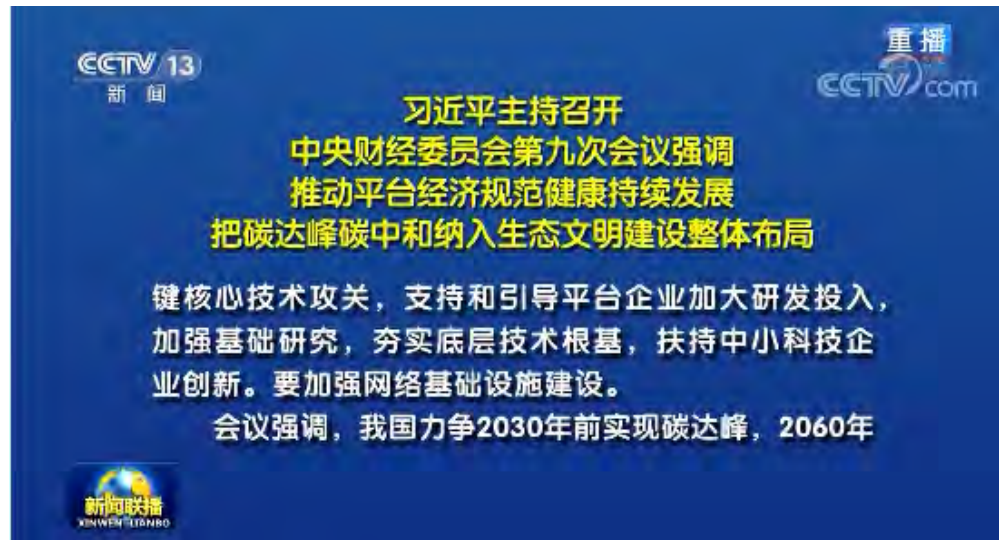 CCTV 13
新闻
重播
CCTV.com
习近平主持召开
中央财经委员会第九次会议强调
推动平台经济规范健康持续发展
把碳达峰碳中和纳入生态文明建设整体布局
键核心技术攻关，支持和引导平台企业加大研发投入，
加强基础研究，夯实底层技术根基，扶持中小科技企
业创新。要加强网络基础设施建设。
会议强调，我国力争2030年前实现碳达峰，2060年
新闻联播
XINWEN LIANBO